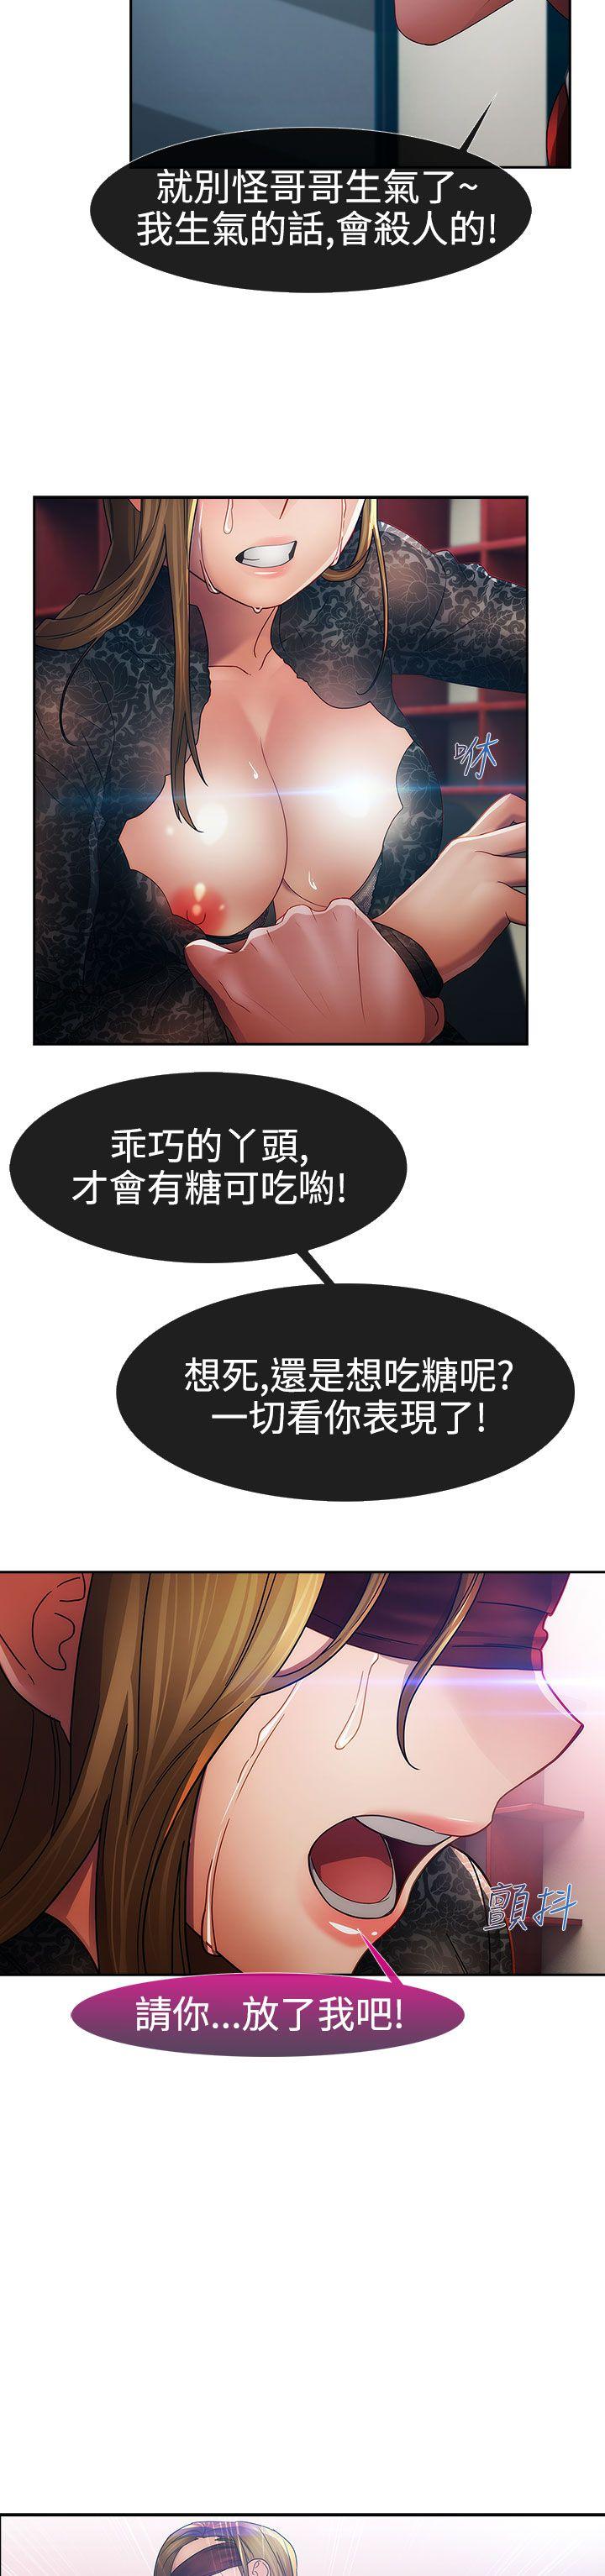 就別怪哥哥生氣了~
我生氣的話,會殺人的!
咻
乖巧的丫頭,
才會有糖可吃喲!
想死,還是想吃糖呢?
一切看你表現了!
顫抖
請你...放了我吧!